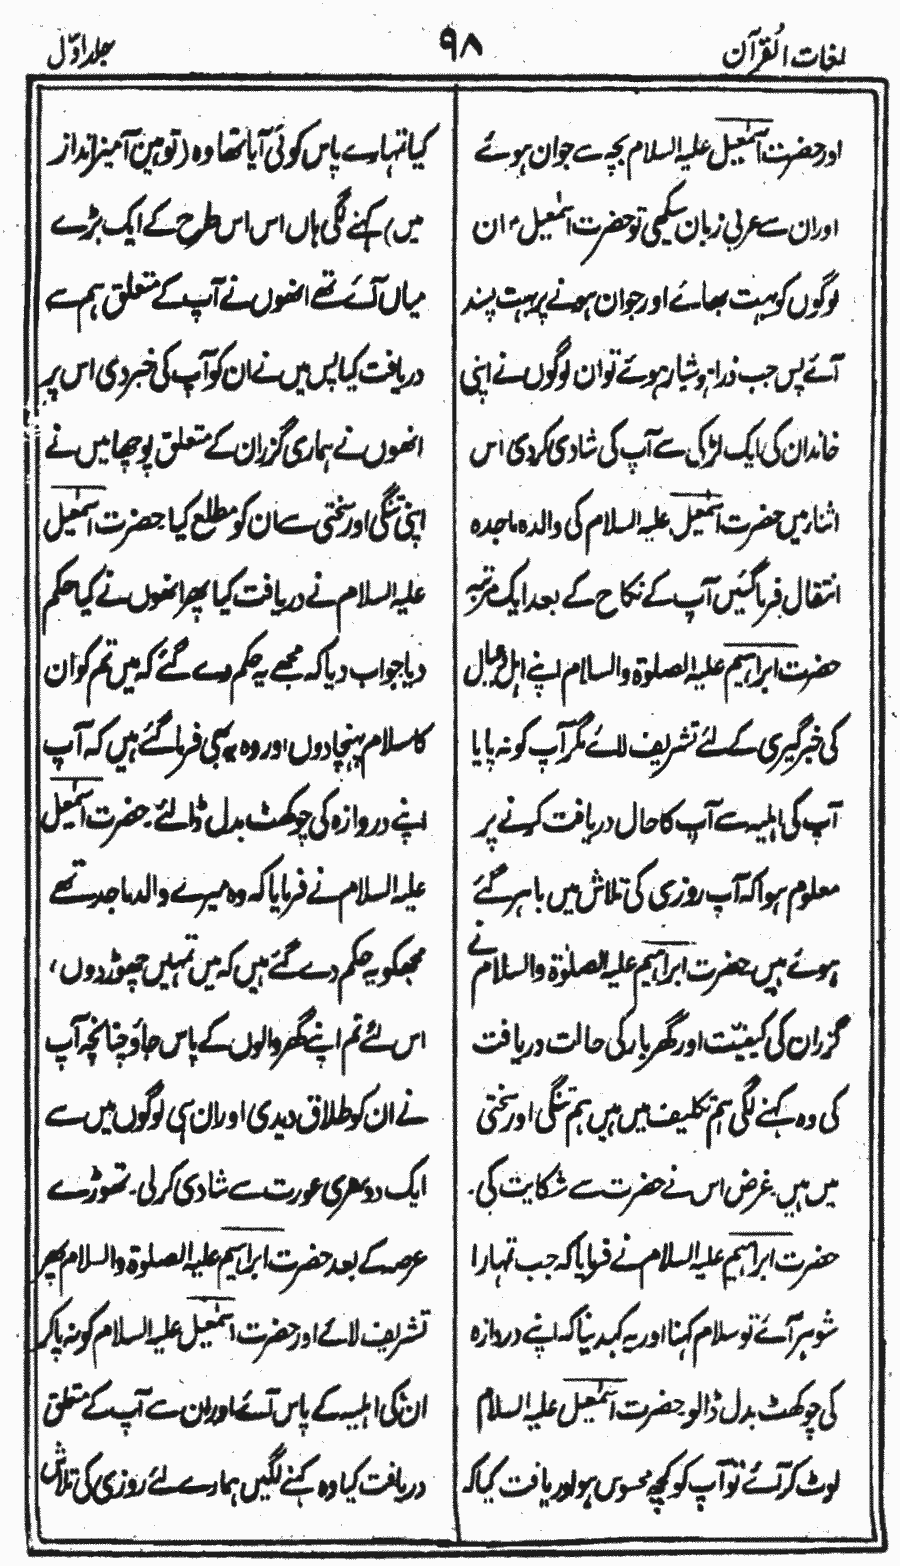 لغات القرآن
۹۸
جلد اوّل
اور حضرت اسمٰعیل علیہ السلام بچہ سے جوان ہوئے
اور ان سے عربی زبان سیکھی تو حضرت اسمٰعیل ان
لوگوں کو بہت بھائے اور جوان ہونے پر بہت پسند
آئے پس جب ذرا ہوشیار ہوئے تو ان لوگوں نے اپنی
خاندان کی ایک لڑکی سے آپ کی شادی کردی اس
اثنار میں حضرت اسمٰعیل علیہ السلام کی والدہ ماجدہ
انتقال فرما گئیں آپ کے نکاح کے بعد ایک مرتبہ
حضرت ابراہیم علیہ الصلوۃ والسلام اپنے اہل و عیال
کی خبر گیری کے لئے تشریف لائے مگر آپ کو نہ پایا
آپ کی اہلیہ سے آپ کا حال دریافت کرنے پر
معلوم ہوا کہ آپ روزی کی تلاش میں باہر گئے
ہوئے ہیں حضرت ابراہیم علیہ الصلوٰۃ والسلام نے
گزران کی کیفیّت اور گھر بار کی حالت دریافت
کی وہ کہنے لگی ہم تکلیف میں ہیں ہم تنگی اور سختی
میں ہیں۔ غرض اس نے حضرت سے شکایت کی۔
حضرت ابراہیم علیہ السلام نے فرمایا کہ جب تمہارا
شوہر آئے تو سلام کہنا اور یہ کہدینا کہ اپنے دروازہ
کی چوکھٹ بدل ڈالو۔ حضرت اسمٰعیل علیہ السلام
لوٹ کر آئے تو آپ کو کچھ محسوس ہوا دریافت کیا کہ
کیا تمہارے پاس کوئی آیا تھا وہ (توہین آمیز انداز
میں) کہنے لگی ہاں اس اس طرح کے ایک بڑے
میاں آئے تھے انھوں نے آپ کے متعلق ہم سے
دریافت کیا پس میں نے ان کو آپ کی خبر دی اس پر
انھوں نے ہماری گزران کے متعلق پوچھا میں نے
اپنی تنگی اور سختی سے ان کو مطلع کیا۔ حضرت اسمٰعیل
علیہ السلام نے دریافت کیا پھر انھوں نے کیا حکم
دیا جواب دیا کہ مجھے یہ حکم دے گئے کہ میں تم کو ان
کا سلام پہنچا دوں اور وہ یہ بھی فرما گئے ہیں کہ آپ
اپنے دروازہ کی چوکھٹ بدل ڈالئے۔ حضرت اسمٰعیل
علیہ السلام نے فرمایا کہ وہ میرے والد ماجد تھے
مجھکو یہ حکم دے گئے ہیں کہ میں تمہیں چھوڑ دوں،
اس لئے تم اپنے گھر والوں کے پاس جاؤ چنانچہ آپ
نے ان کو طلاق دیدی اور ان ہی لوگوں میں سے
ایک دوسری عورت سے شادی کر لی۔ تھوڑے
عرصہ کے بعد حضرت ابراہیم علیہ الصلوۃ والسلام پھر
تشریف لائے اور حضرت اسمٰعیل علیہ السلام کو نہ پا کر
ان کی اہلیہ کے پاس آئے اور ان سے آپ کے متعلق
دریافت کیا وہ کہنے لگیں ہمارے لئے روزی کی تلاش